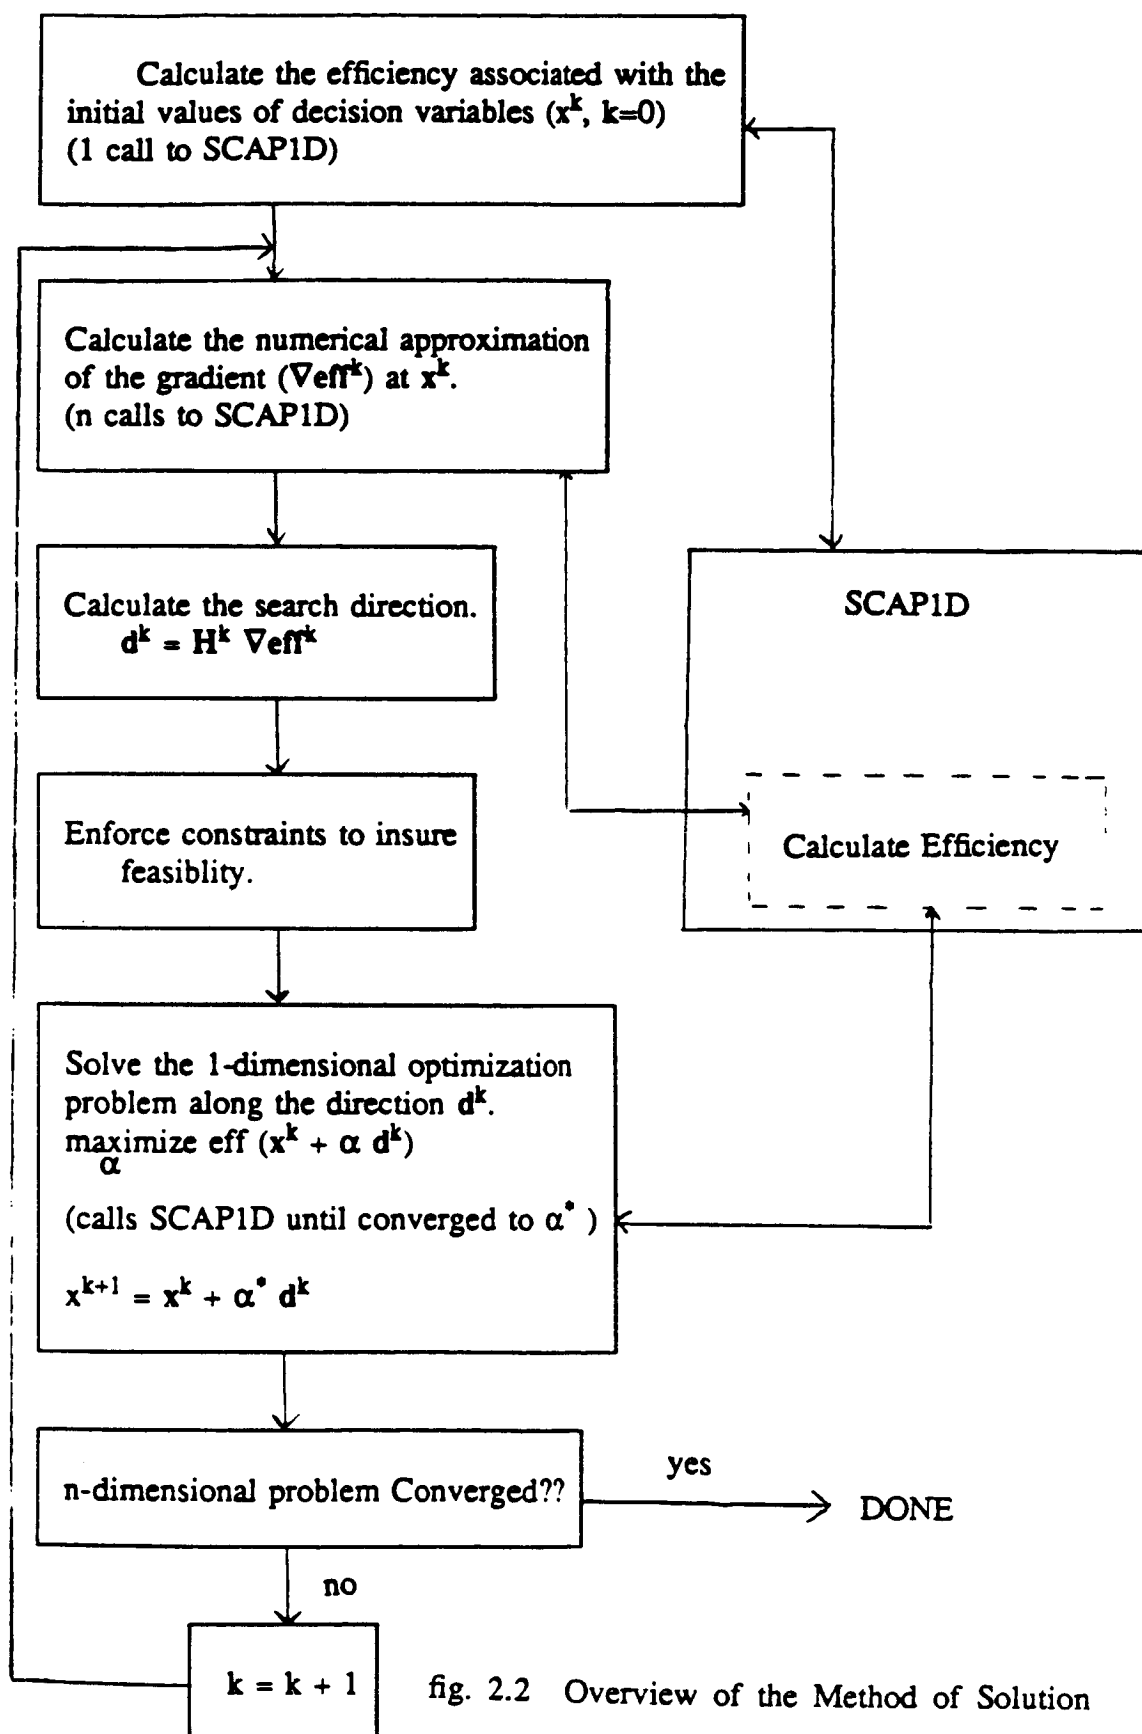 Calculate the efficiency associated with the
initial values of decision variables (x^k, k=0)
(1 call to SCAP1D)
Calculate the numerical approximation
of the gradient (∇eff^k) at x^k.
(n calls to SCAP1D)
Calculate the search direction.
d^k = H^k ∇eff^k
SCAP1D
Enforce constraints to insure
feasiblity.
Calculate Efficiency
Solve the 1-dimensional optimization
problem along the direction d^k.
maximize eff (x^k + α d^k)
α
(calls SCAP1D until converged to α* )
x^{k+1} = x^k + α* d^k
n-dimensional problem Converged??
yes
DONE
no
k = k + 1
fig. 2.2 Overview of the Method of Solution